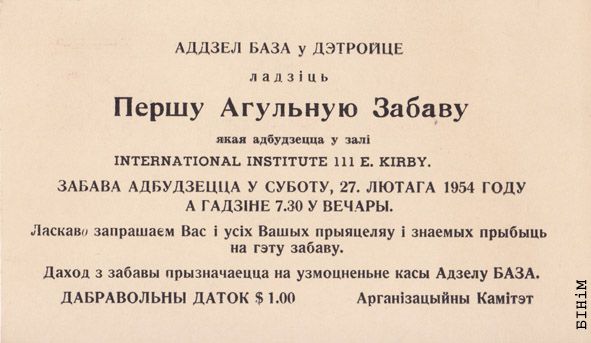 АДДЗЕЛ БАЗА у ДЭТРОЙЦЕ
ладзіць
Першу Агульную Забаву
якая адбудзецца у залі
INTERNATIONAL INSTITUTE 111 E. KIRBY.
ЗАБАВА АДБУДЗЕЦЦА У СУБОТУ, 27. ЛЮТАГА 1954 ГОДУ
А ГАДЗІНЕ 7.30 У ВЕЧАРЫ.
Ласкаво запрашаем Вас і усіх Вашых прыяцеляу і знаемых прыбыць
на гэту забаву.
Даход з забавы прызначаецца на узмоцненьне касы Адзелу БАЗА.
ДАБРАВОЛЬНЫ ДАТОК $ 1.00 Арганізацыйны Камітэт
БІНіМ